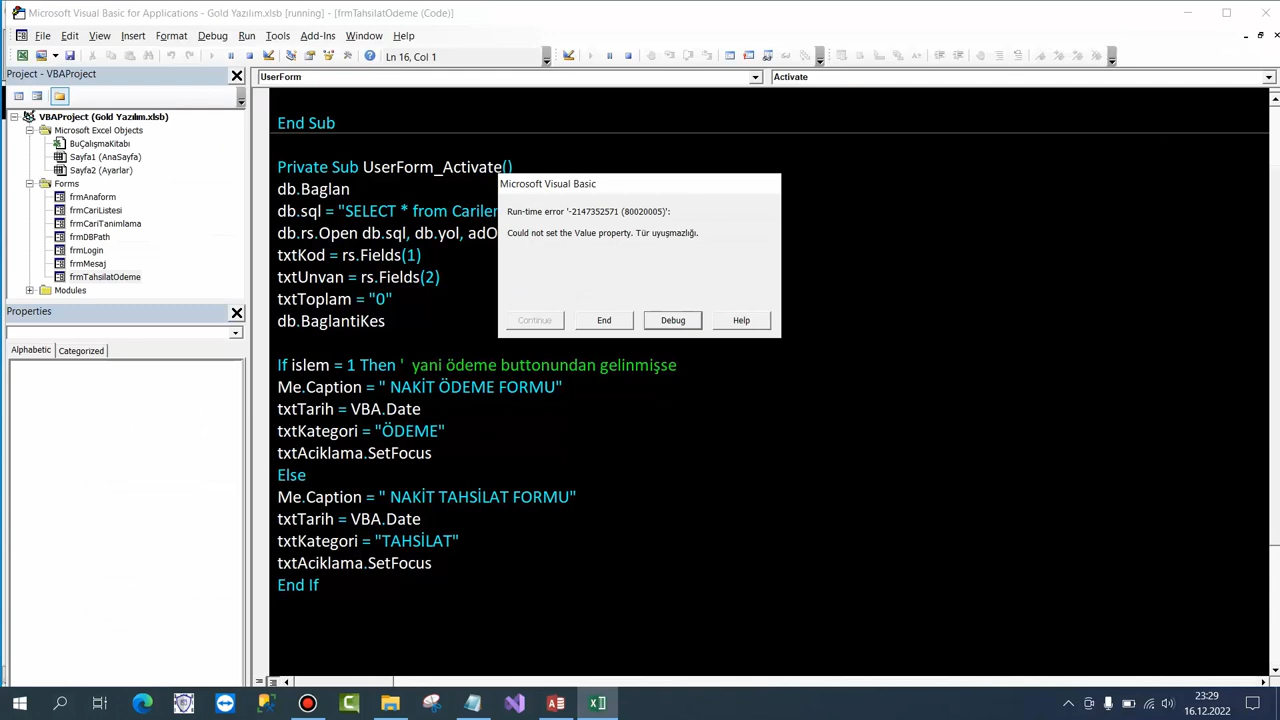 Microsoft Visual Basic for Applications - Gold Yazılım.xlsb [running] - [frmTahsilatOdeme (Code)]
File Edit View Insert Format Debug Run Tools Add-Ins Window Help
Ln 16, Col 1
Project - VBAProject
UserForm
Activate
VBAProject (Gold Yazılım.xlsb)
Microsoft Excel Objects
BuÇalışmaKitabı
Sayfa1 (AnaSayfa)
Sayfa2 (Ayarlar)
Forms
frmAnaform
frmCariListesi
frmCariTanimlama
frmDBPath
frmLogin
frmMesaj
frmTahsilatOdeme
Modules
Properties
Alphabetic Categorized
End Sub
Private Sub UserForm_Activate()
db.Baglan
db.sql = "SELECT * from Cariler
db.rs.Open db.sql, db.yol, adO
txtKod = rs.Fields(1)
txtUnvan = rs.Fields(2)
txtToplam = "0"
db.BaglantiKes
If islem = 1 Then '  yani ödeme buttonundan gelinmişse
Me.Caption = " NAKİT ÖDEME FORMU"
txtTarih = VBA.Date
txtKategori = "ÖDEME"
txtAciklama.SetFocus
Else
Me.Caption = " NAKİT TAHSİLAT FORMU"
txtTarih = VBA.Date
txtKategori = "TAHSİLAT"
txtAciklama.SetFocus
End If
Microsoft Visual Basic
Run-time error '-2147352571 (80020005)':
Could not set the Value property. Tür uyuşmazlığı.
Continue End Debug Help
23:29
16.12.2022